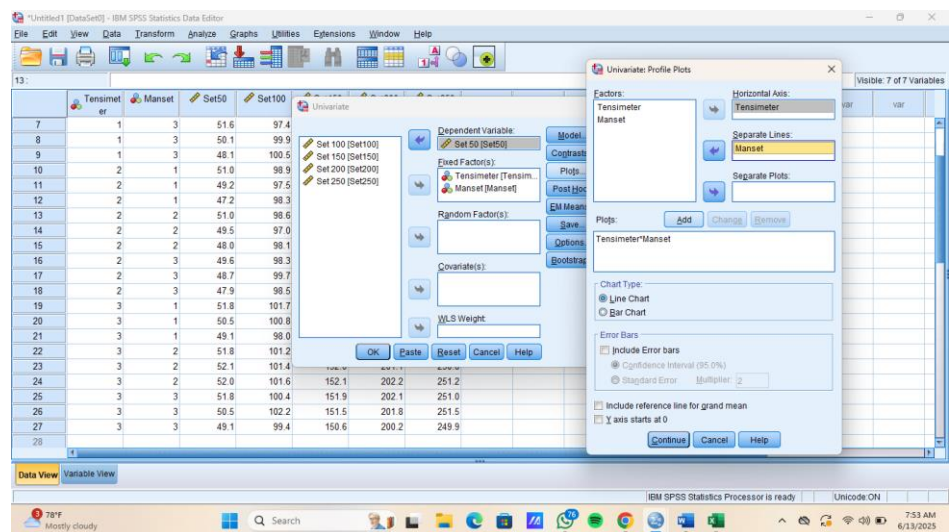 *Untitled1 [DataSet0] - IBM SPSS Statistics Data Editor
File Edit View Data Transform Analyze Graphs Utilities Extensions Window Help
13 :
Visible: 7 of 7 Variables
Tensimet er Manset Set50 Set100 var var
7 1 3 51.6 97.4
8 1 3 50.1 99.9
9 1 3 48.1 100.5
10 2 1 51.0 98.9
11 2 1 49.2 97.5
12 2 1 47.2 98.3
13 2 2 51.0 98.6
14 2 2 49.5 97.0
15 2 2 48.0 98.1
16 2 3 49.6 98.3
17 2 3 48.7 99.7
18 2 3 47.9 98.5
19 3 1 51.8 101.7
20 3 1 50.5 100.8
21 3 1 49.1 98.0
22 3 2 51.8 101.2
23 3 2 52.1 101.4
24 3 2 52.0 101.6 152.1 202.2 251.2
25 3 3 51.8 100.4 151.9 202.1 251.0
26 3 3 50.5 102.2 151.5 201.8 251.5
27 3 3 49.1 99.4 150.6 200.2 249.9
28
Univariate
Set 100 [Set100]
Set 150 [Set150]
Set 200 [Set200]
Set 250 [Set250]
Dependent Variable:
Set 50 [Set50]
Fixed Factor(s):
Tensimeter [Tensim...
Manset [Manset]
Random Factor(s):
Covariate(s):
WLS Weight:
Model..
Contrasts
Plots..
Post Hoc
EM Means
Save..
Options.
Bootstrap
OK Paste Reset Cancel Help
Univariate: Profile Plots
Factors:
Tensimeter
Manset
Horizontal Axis:
Tensimeter
Separate Lines:
Manset
Separate Plots:
Plots: Add Change Remove
Tensimeter*Manset
Chart Type:
Line Chart
Bar Chart
Error Bars
Include Error bars
Confidence Interval (95.0%)
Standard Error Multiplier: 2
Include reference line for grand mean
Y axis starts at 0
Continue Cancel Help
Data View Variable View
IBM SPSS Statistics Processor is ready Unicode:ON
78°F
Mostly cloudy
Search
7:53 AM
6/13/2025